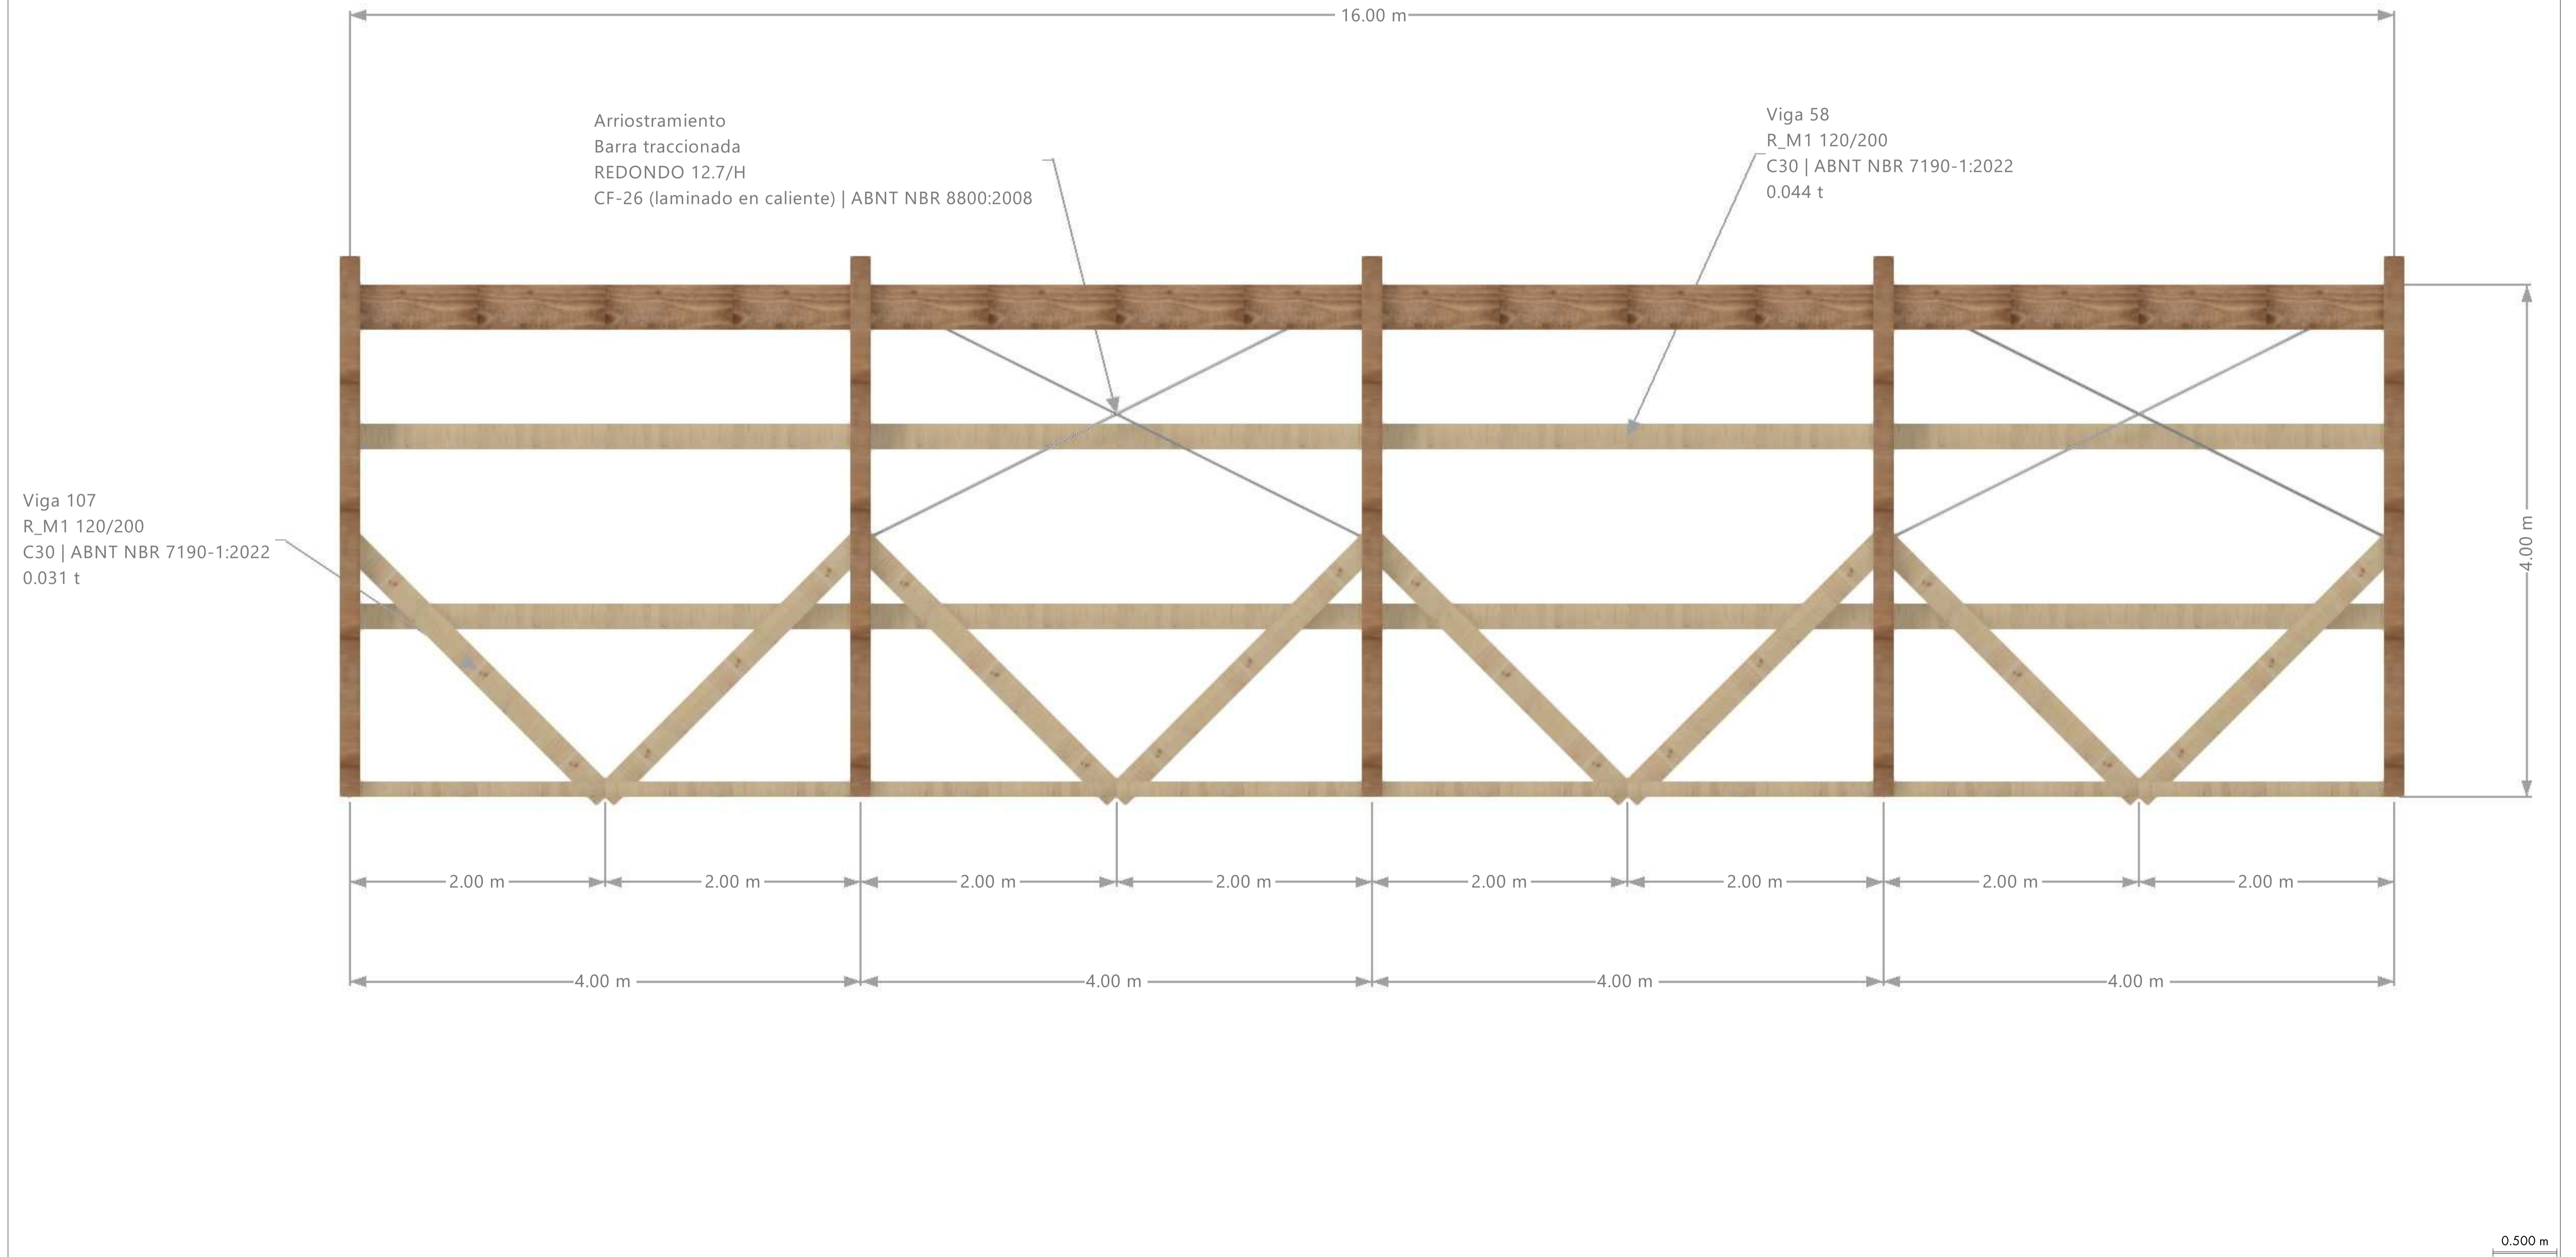 16.00 m
Arriostramiento
Barra traccionada
REDONDO 12.7/H
CF-26 (laminado en caliente) | ABNT NBR 8800:2008
Viga 58
R_M1 120/200
C30 | ABNT NBR 7190-1:2022
0.044 t
Viga 107
R_M1 120/200
C30 | ABNT NBR 7190-1:2022
0.031 t
4.00 m
2.00 m 2.00 m 2.00 m 2.00 m 2.00 m 2.00 m 2.00 m 2.00 m
4.00 m 4.00 m 4.00 m 4.00 m
0.500 m